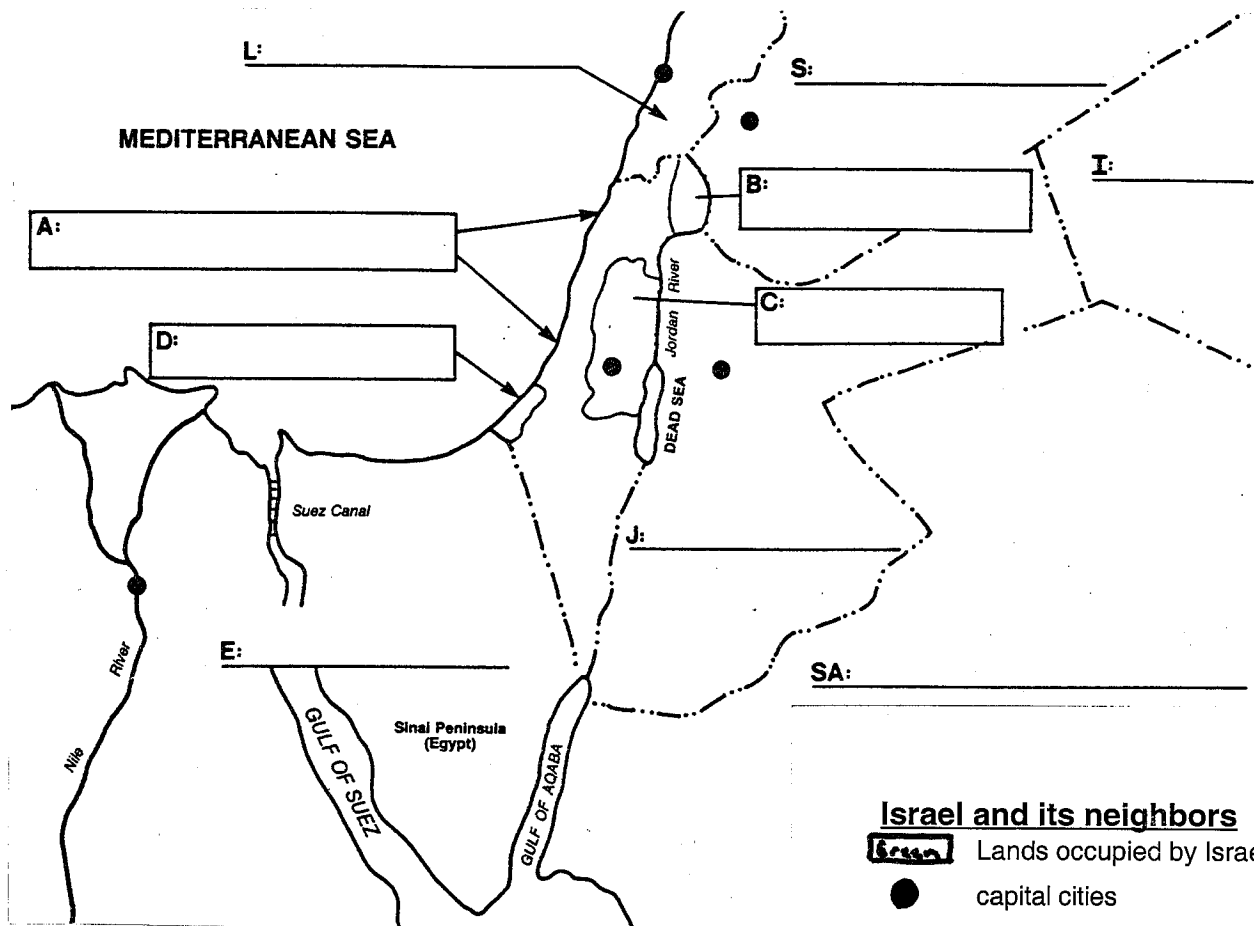 L:
S:
MEDITERRANEAN SEA
I:
B:
A:
River
C:
D:
Jordan
DEAD SEA
Suez Canal
J:
River
E:
SA:
GULF OF SUEZ
Sinai Peninsula
(Egypt)
GULF OF AQABA
Nile
Israel and its neighbors
Green Lands occupied by Israe
capital cities